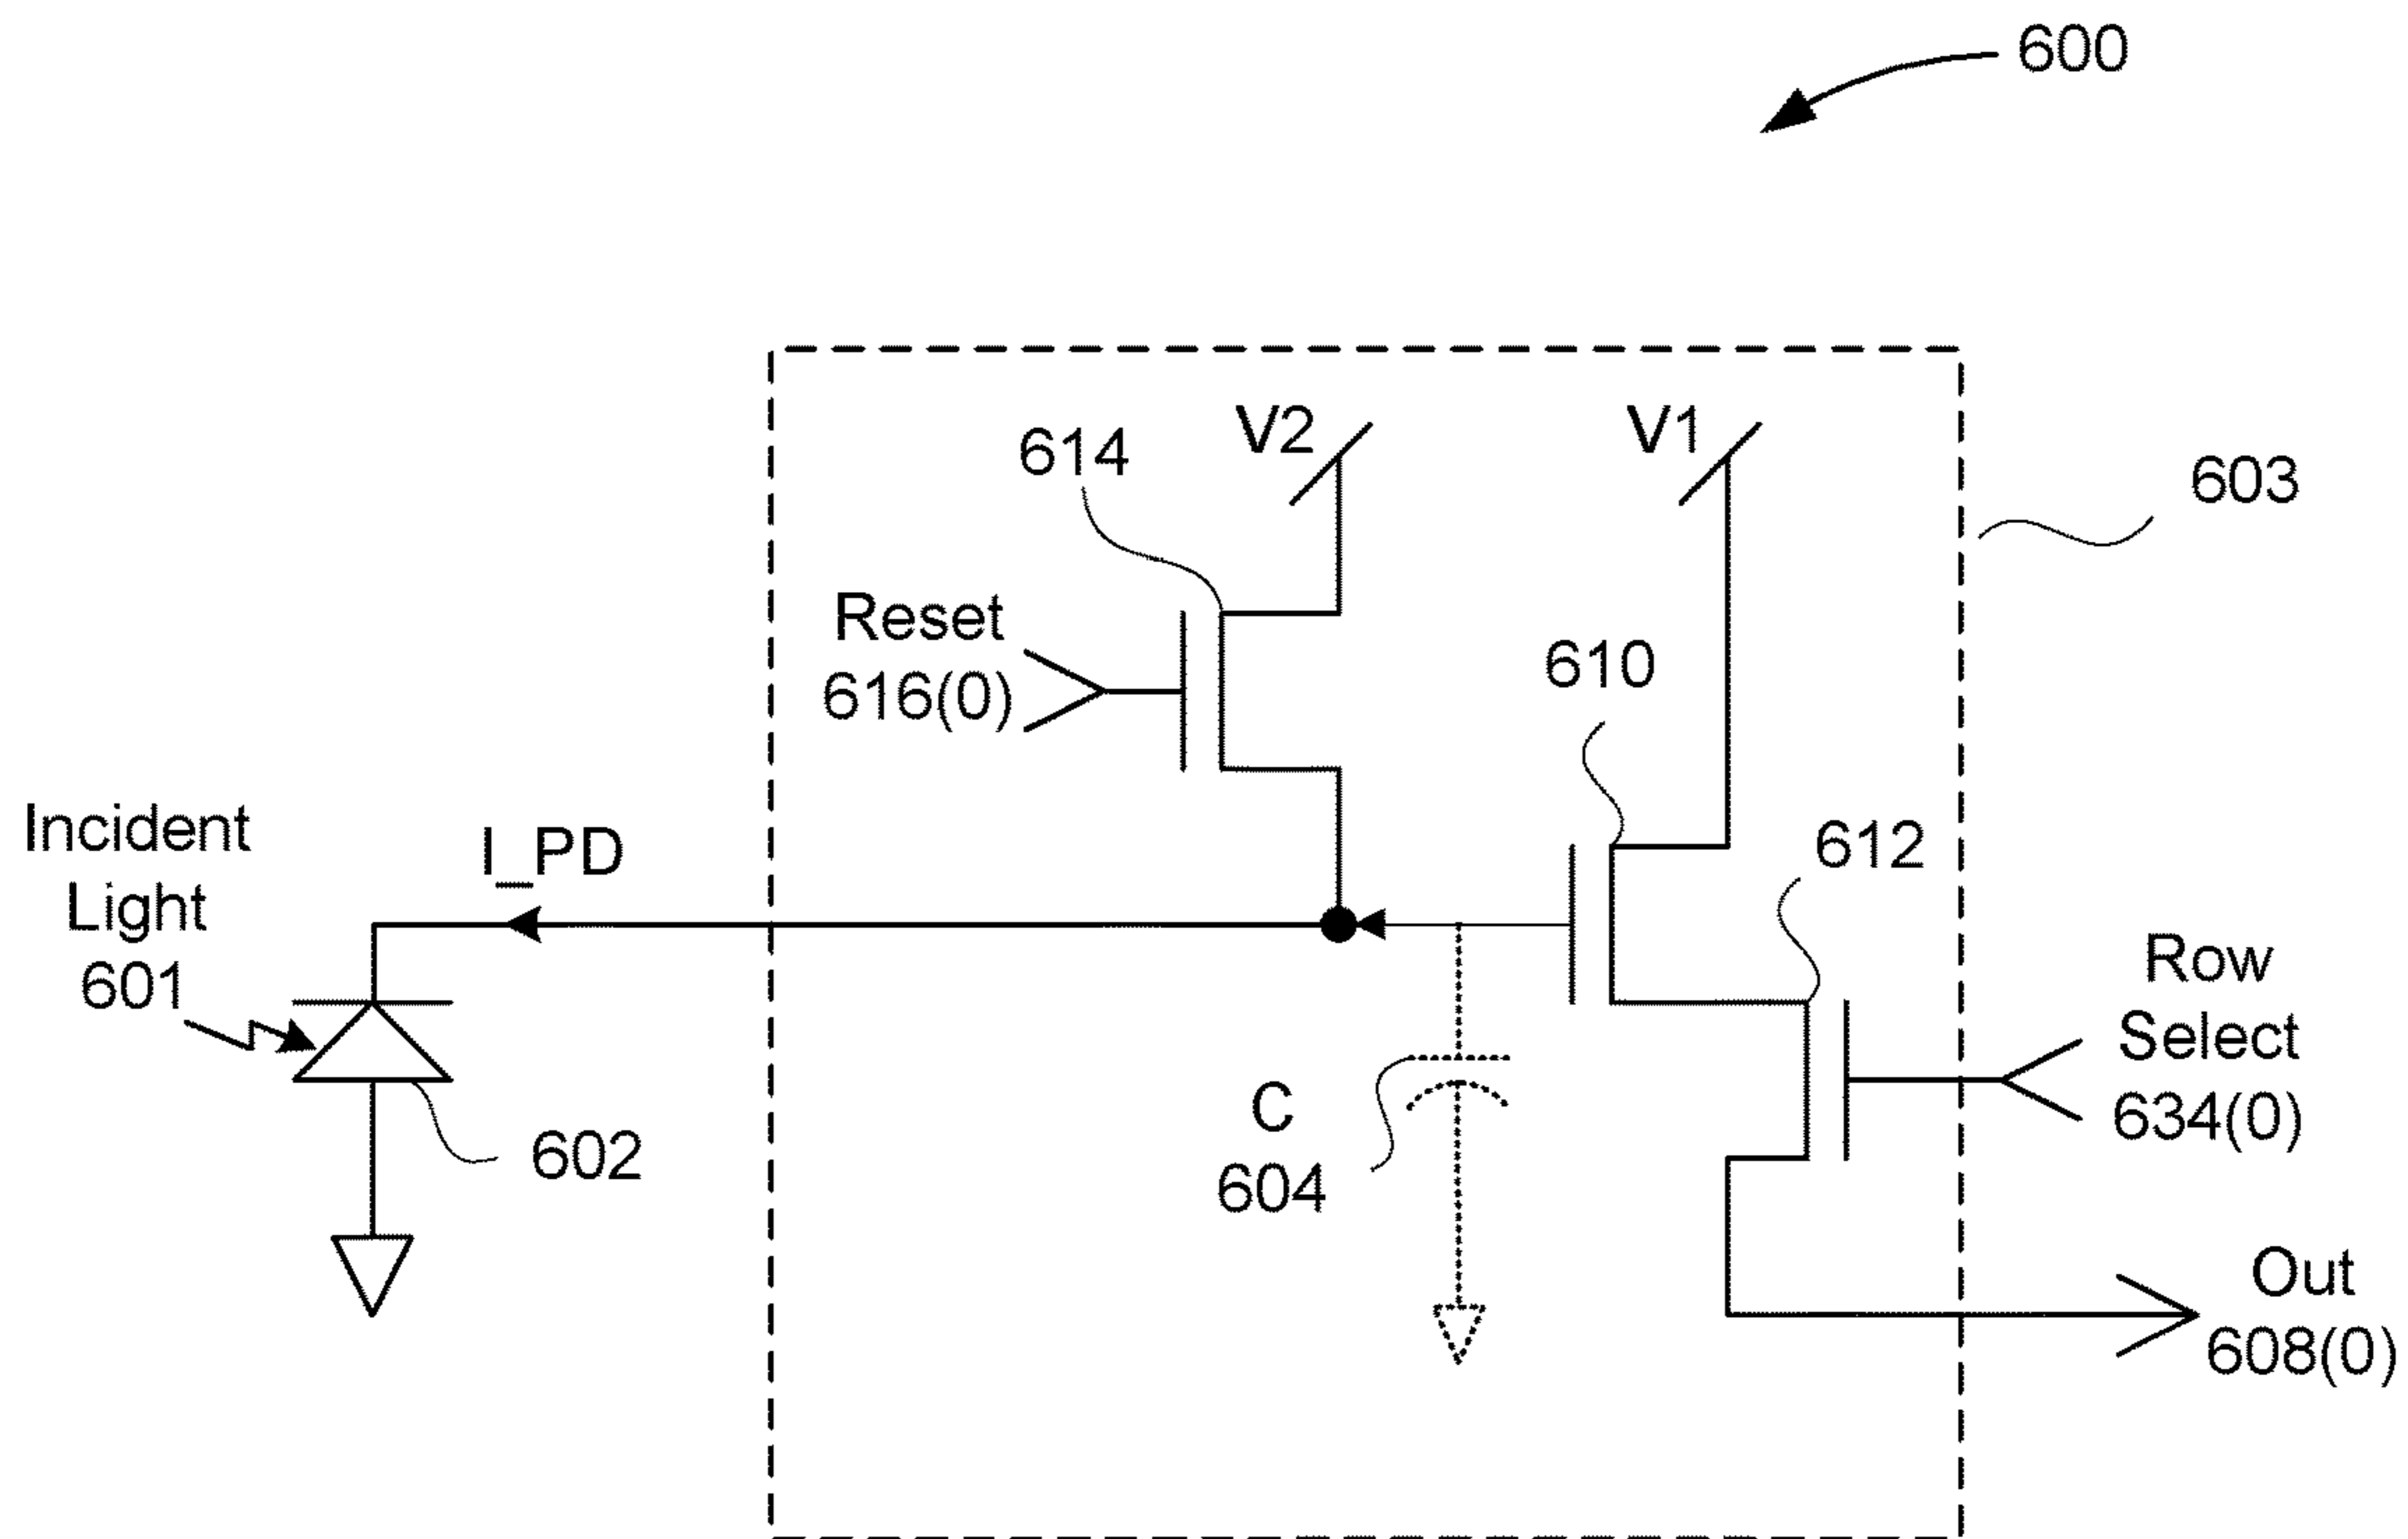 600
V2
V1
614
603
Reset
616(0)
610
Incident
Light
601
I_PD
612
Row
Select
634(0)
C
604
602
Out
608(0)